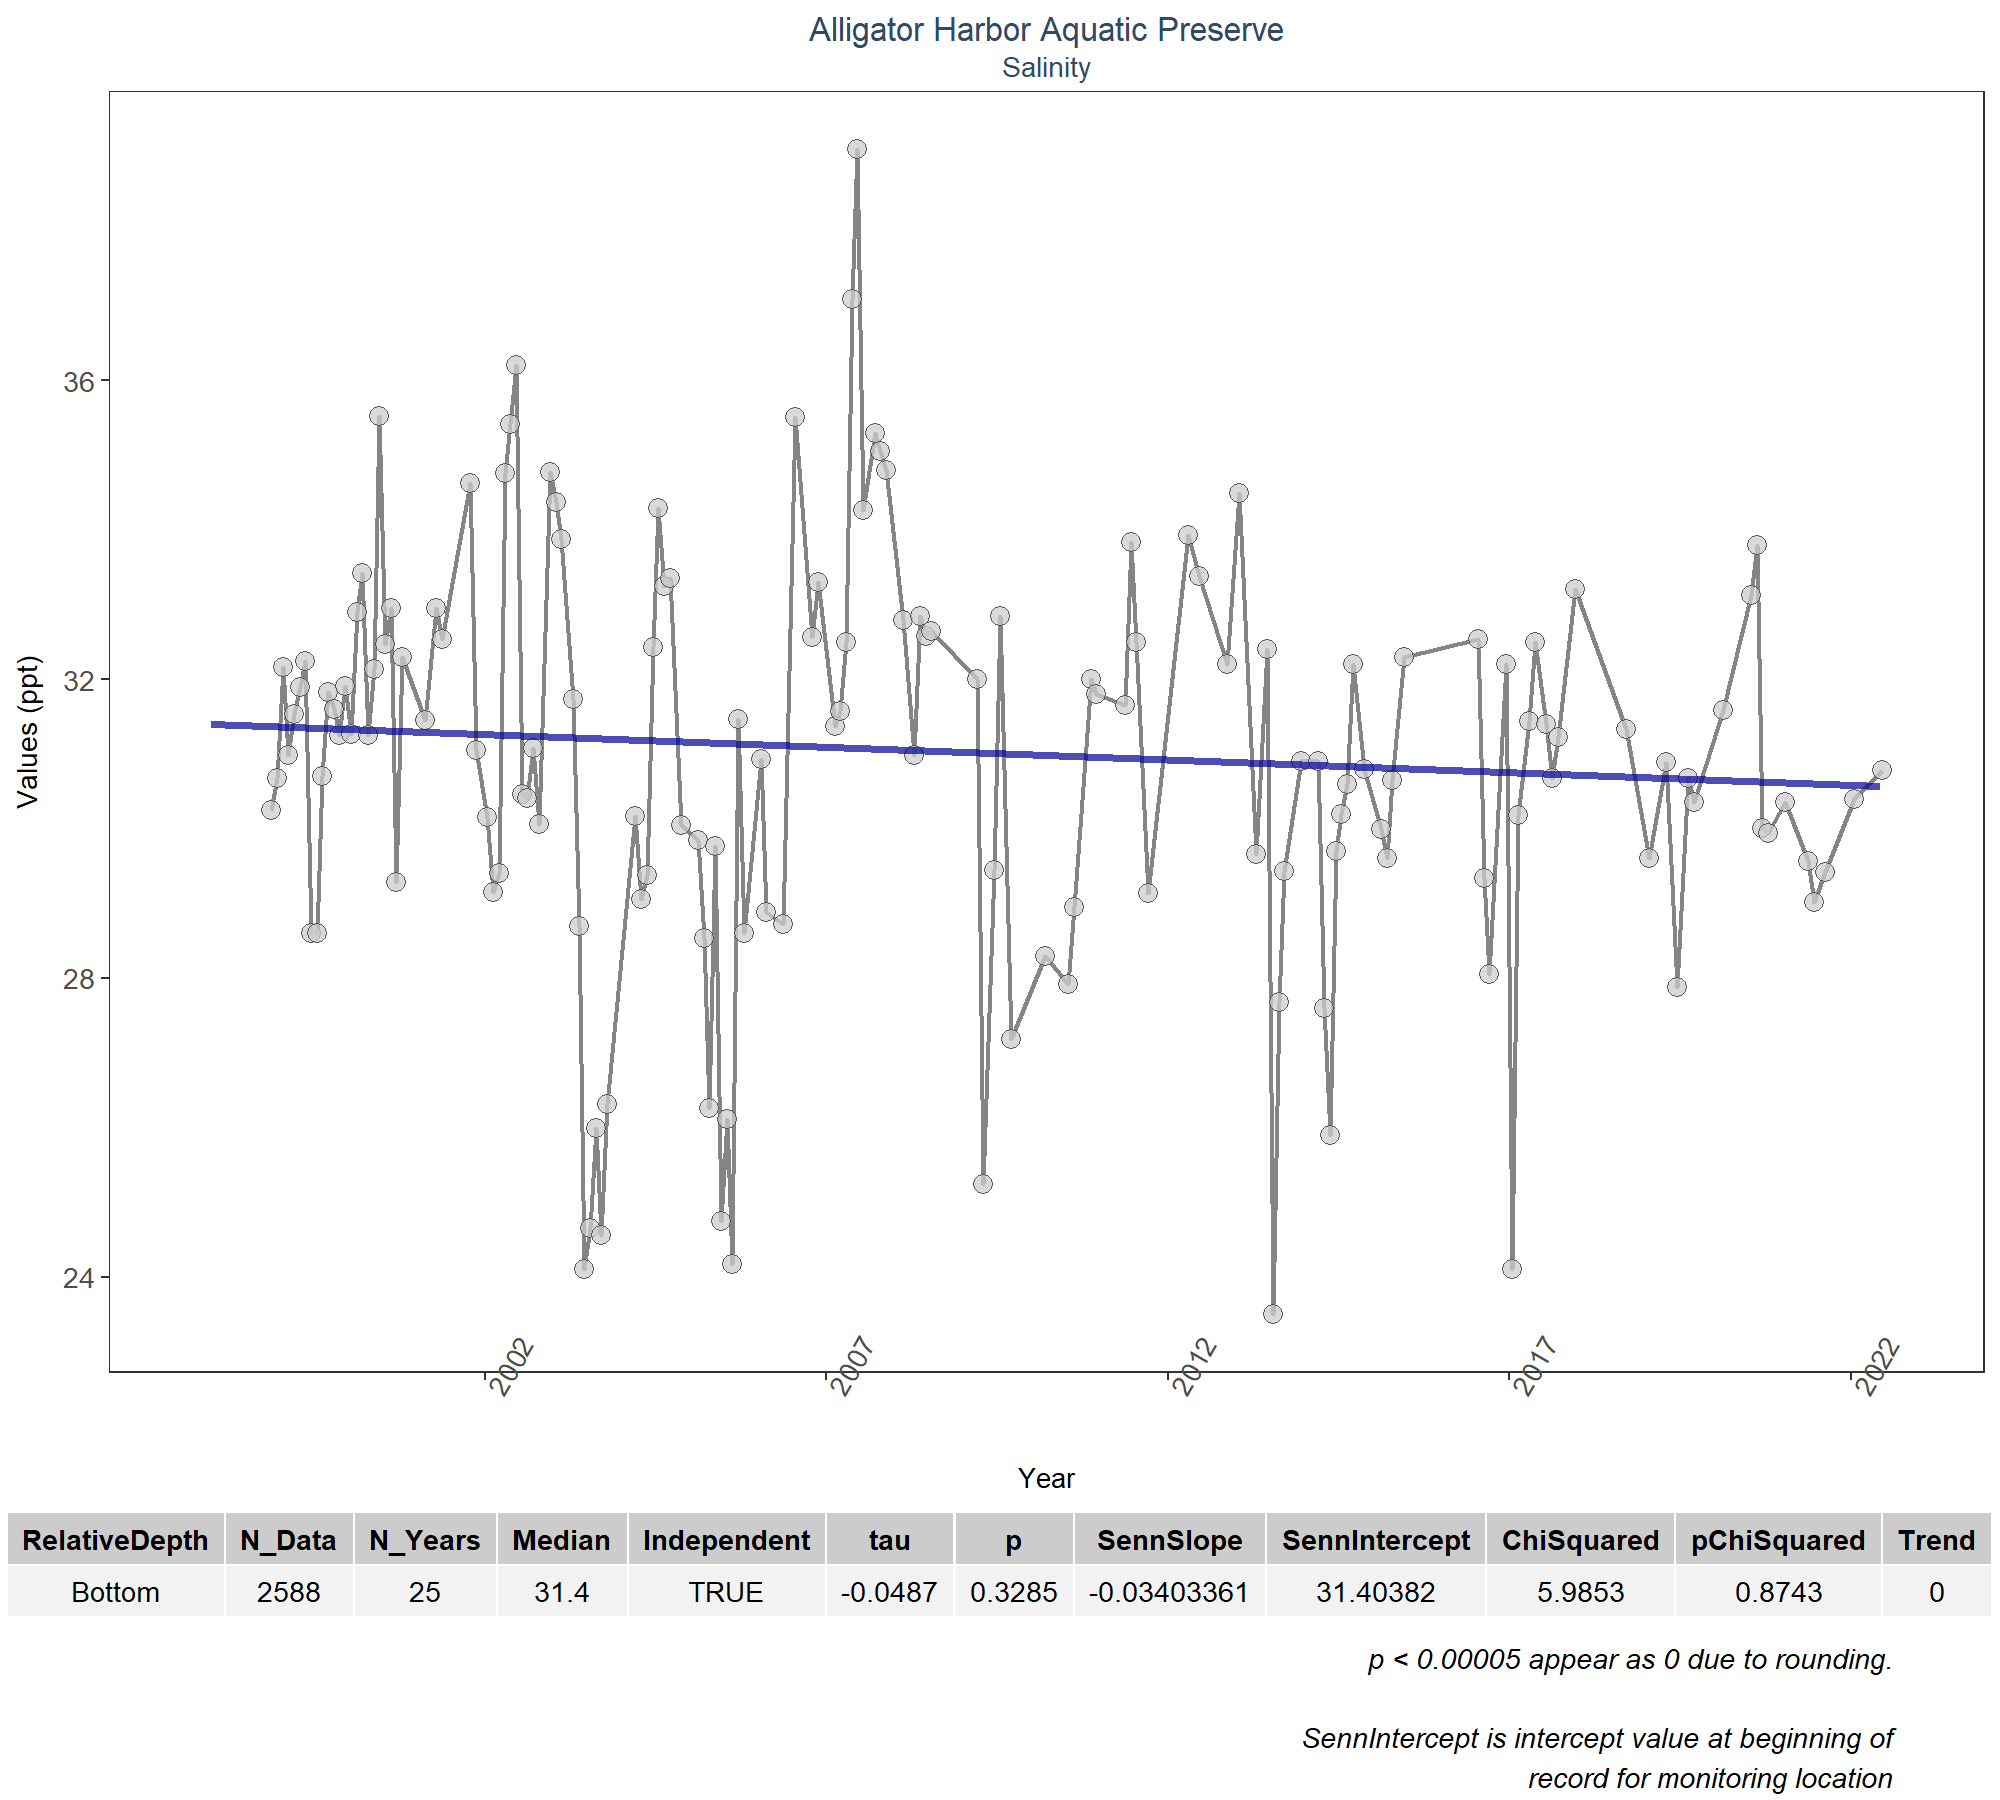 Alligator Harbor Aquatic Preserve
Salinity
Values (ppt)
36
32
28
24
2002
2007
2012
2017
2022
Year
RelativeDepth N_Data N_Years Median Independent tau p SennSlope SennIntercept ChiSquared pChiSquared Trend
Bottom 2588 25 31.4 TRUE -0.0487 0.3285 -0.03403361 31.40382 5.9853 0.8743 0
p < 0.00005 appear as 0 due to rounding.
SennIntercept is intercept value at beginning of
record for monitoring location